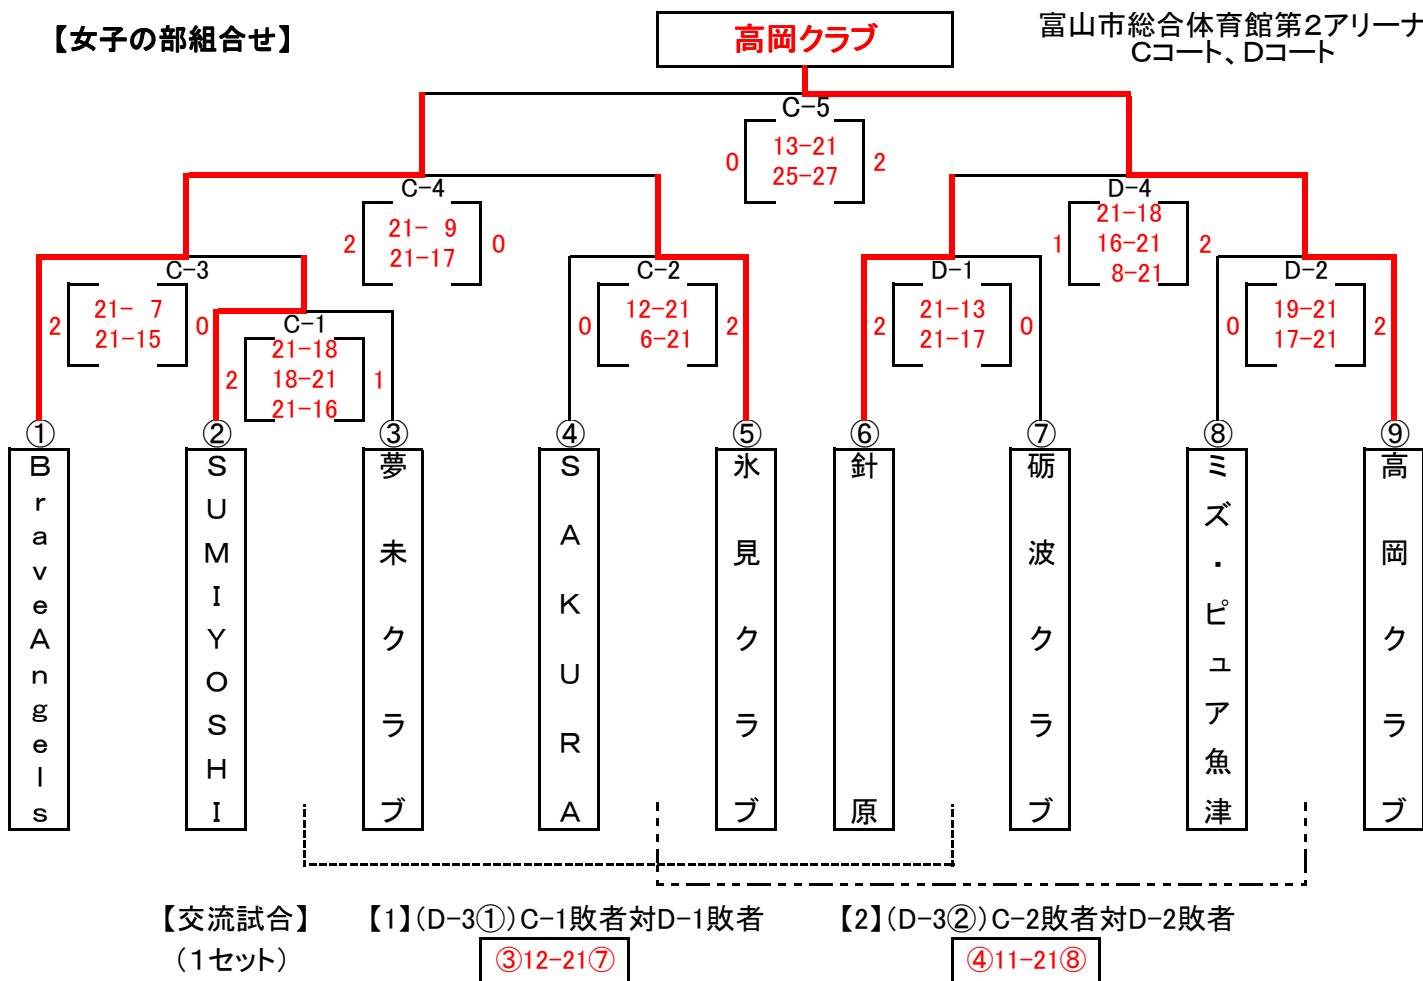 【女子の部組合せ】
高岡クラブ
富山市総合体育館第2アリーナ
Cコート、Dコート
C-5
0 13-21 2
25-27
C-4
2 21- 9 0
21-17
D-4
21-18
1 16-21 2
8-21
C-3
2 21- 7 0
21-15
C-1
21-18
2 18-21 1
21-16
C-2
0 12-21 2
6-21
D-1
2 21-13 0
21-17
D-2
0 19-21 2
17-21
① ② ③ ④ ⑤ ⑥ ⑦ ⑧ ⑨
BraveAngels
SUMIYOSHI
夢未クラブ
SAKURA
氷見クラブ
針原
砺波クラブ
ミズ・ピュア魚津
高岡クラブ
【交流試合】
(1セット)
【1】(D-3①)C-1敗者対D-1敗者
③12-21⑦
【2】(D-3②)C-2敗者対D-2敗者
④11-21⑧